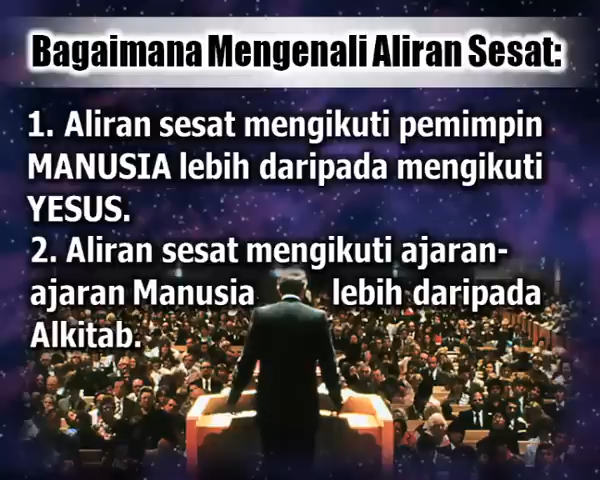 Bagaimana Mengenali Aliran Sesat:
1. Aliran sesat mengikuti pemimpin
MANUSIA lebih daripada mengikuti
YESUS.
2. Aliran sesat mengikuti ajaran-
ajaran Manusia lebih daripada
Alkitab.